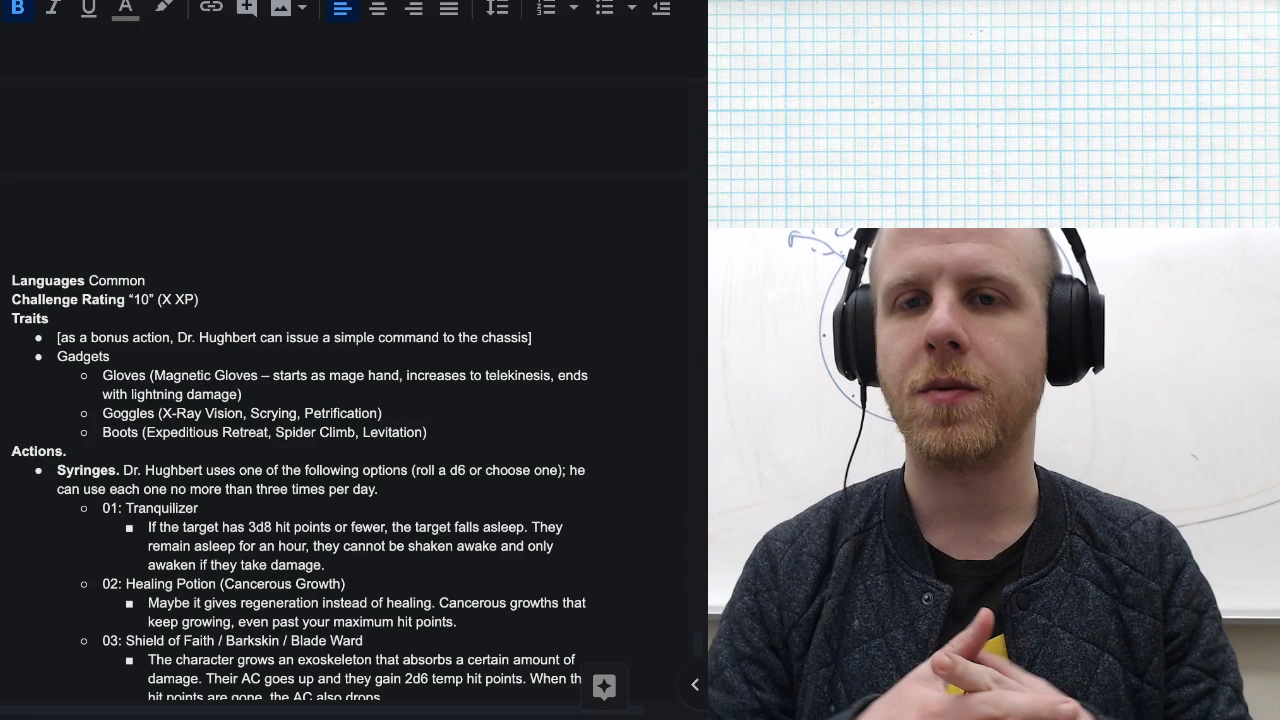 Languages Common
Challenge Rating “10” (X XP)
Traits
● [as a bonus action, Dr. Hughbert can issue a simple command to the chassis]
● Gadgets
○ Gloves (Magnetic Gloves – starts as mage hand, increases to telekinesis, ends
with lightning damage)
○ Goggles (X-Ray Vision, Scrying, Petrification)
○ Boots (Expeditious Retreat, Spider Climb, Levitation)
Actions.
● Syringes. Dr. Hughbert uses one of the following options (roll a d6 or choose one); he
can use each one no more than three times per day.
○ 01: Tranquilizer
■ If the target has 3d8 hit points or fewer, the target falls asleep. They
remain asleep for an hour, they cannot be shaken awake and only
awaken if they take damage.
○ 02: Healing Potion (Cancerous Growth)
■ Maybe it gives regeneration instead of healing. Cancerous growths that
keep growing, even past your maximum hit points.
○ 03: Shield of Faith / Barkskin / Blade Ward
■ The character grows an exoskeleton that absorbs a certain amount of
damage. Their AC goes up and they gain 2d6 temp hit points. When th
hit points are gone, the AC also drops.